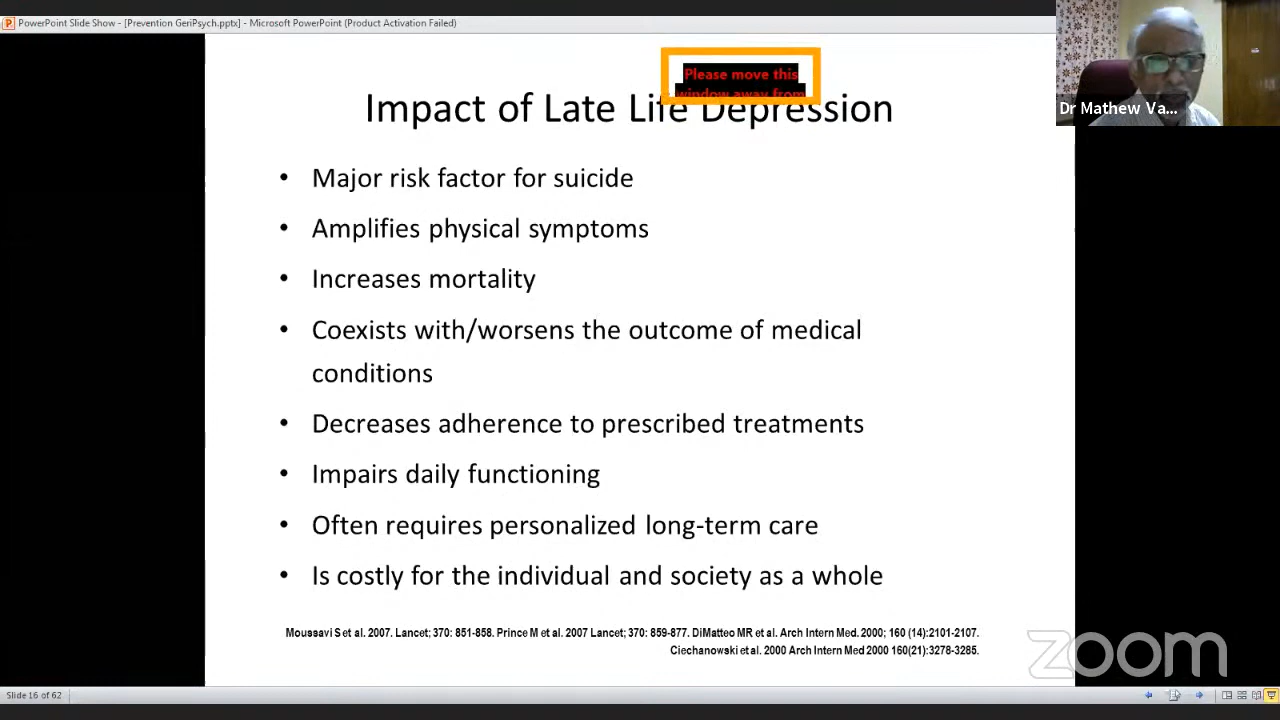 PowerPoint Slide Show - [Prevention GeriPsych.pptx] - Microsoft PowerPoint (Product Activation Failed)
Please move this
window away from
Dr Mathew Va...
Impact of Late Life Depression
• Major risk factor for suicide
• Amplifies physical symptoms
• Increases mortality
• Coexists with/worsens the outcome of medical
conditions
• Decreases adherence to prescribed treatments
• Impairs daily functioning
• Often requires personalized long-term care
• Is costly for the individual and society as a whole
Moussavi S et al. 2007. Lancet; 370: 851-858. Prince M et al. 2007 Lancet; 370: 859-877. DiMatteo MR et al. Arch Intern Med. 2000; 160 (14):2101-2107.
Ciechanowski et al. 2000 Arch Intern Med 2000 160(21):3278-3285.
zoom
Slide 16 of 62